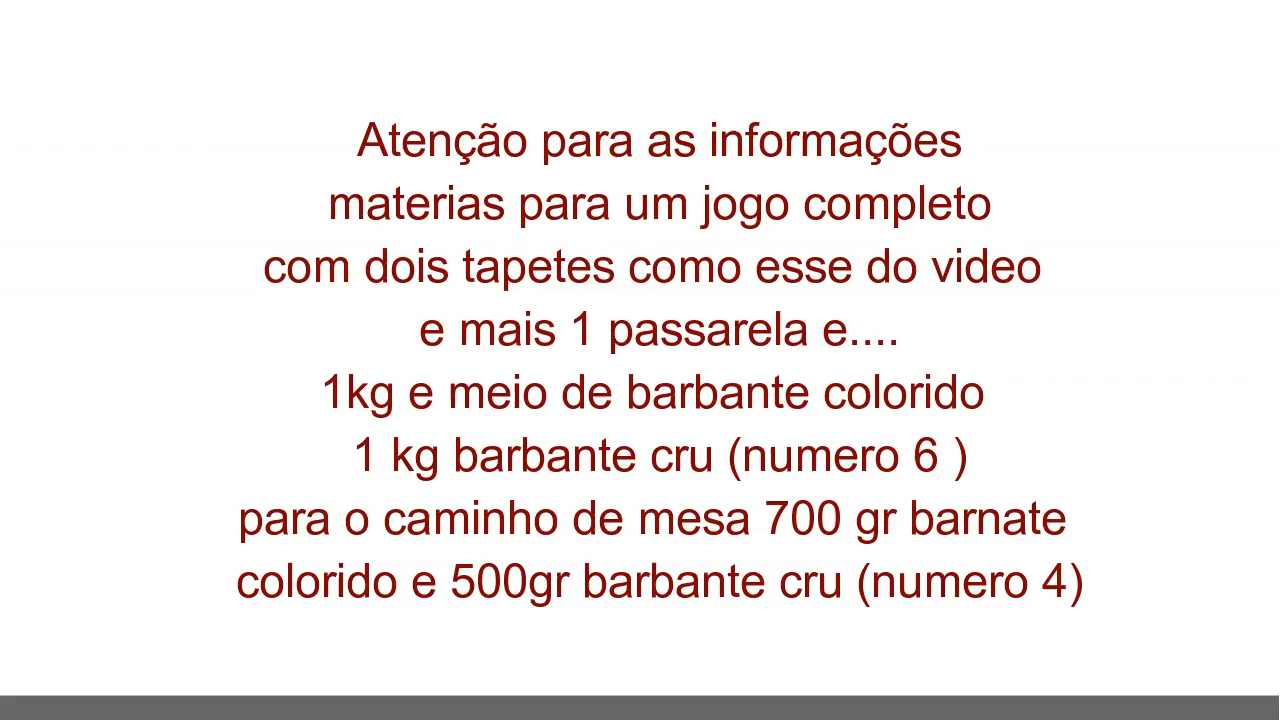 Atenção para as informações
materias para um jogo completo
com dois tapetes como esse do video
e mais 1 passarela e....
1kg e meio de barbante colorido
1 kg barbante cru (numero 6 )
para o caminho de mesa 700 gr barnate
colorido e 500gr barbante cru (numero 4)